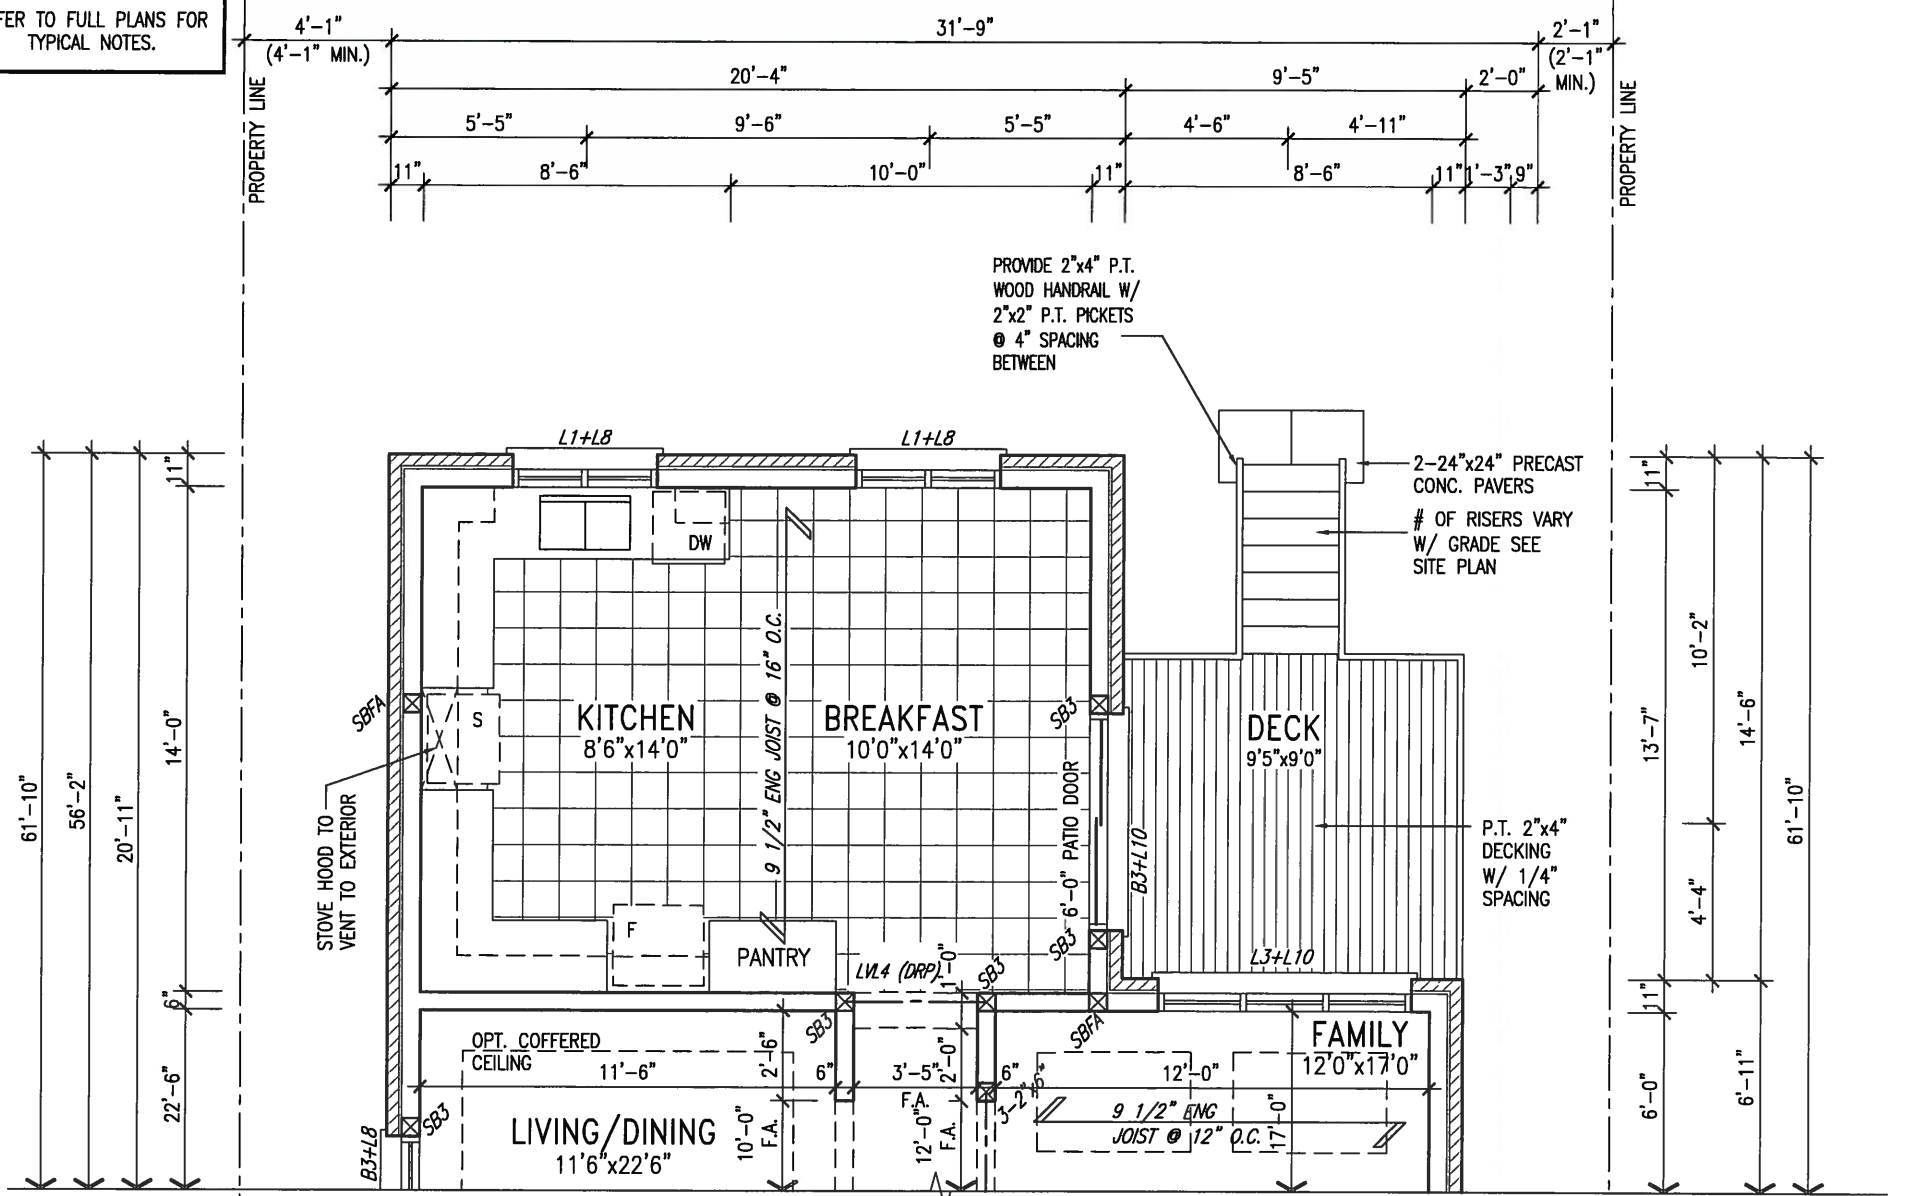 FER TO FULL PLANS FOR
TYPICAL NOTES.
4'-1"
(4'-1" MIN.)
31'-9"
2'-1"
(2'-1"
MIN.)
20'-4"
9'-5"
2'-0"
5'-5"
9'-6"
5'-5"
4'-6"
4'-11"
11"
8'-6"
10'-0"
11"
8'-6"
11"
1'-3"
9"
PROPERTY LINE
PROPERTY LINE
PROVIDE 2"x4" P.T.
WOOD HANDRAIL W/
2"x2" P.T. PICKETS
@ 4" SPACING
BETWEEN
L1+L8
L1+L8
2-24"x24" PRECAST
CONC. PAVERS
# OF RISERS VARY
W/ GRADE SEE
SITE PLAN
DW
S
SBFA
KITCHEN
8'6"x14'0"
9 1/2" ENG JOIST @ 16" O.C.
BREAKFAST
10'0"x14'0"
SB3
DECK
9'5"x9'0"
6'-0" PATIO DOOR
B3+L10
P.T. 2"x4"
DECKING
W/ 1/4"
SPACING
STOVE HOOD TO
VENT TO EXTERIOR
F
PANTRY
LVL4 (DRP)
1'-0"
SB3
SB3
L3+L10
SB3
SBFA
61'-10"
56'-2"
20'-11"
11"
14'-0"
6"
22'-6"
11"
13'-7"
11"
6'-0"
10'-2"
4'-4"
14'-6"
6'-11"
61'-10"
OPT. COFFERED
CEILING
11'-6"
2'-6"
6"
3'-5"
F.A.
2'-0"
6"
3-2"x6"
12'-0"
FAMILY
12'0"x17'0"
9 1/2" ENG
JOIST @ 12" O.C.
17'-0"
LIVING/DINING
11'6"x22'6"
10'-0"
F.A.
12'-0"
F.A.
SB3
B3+L8